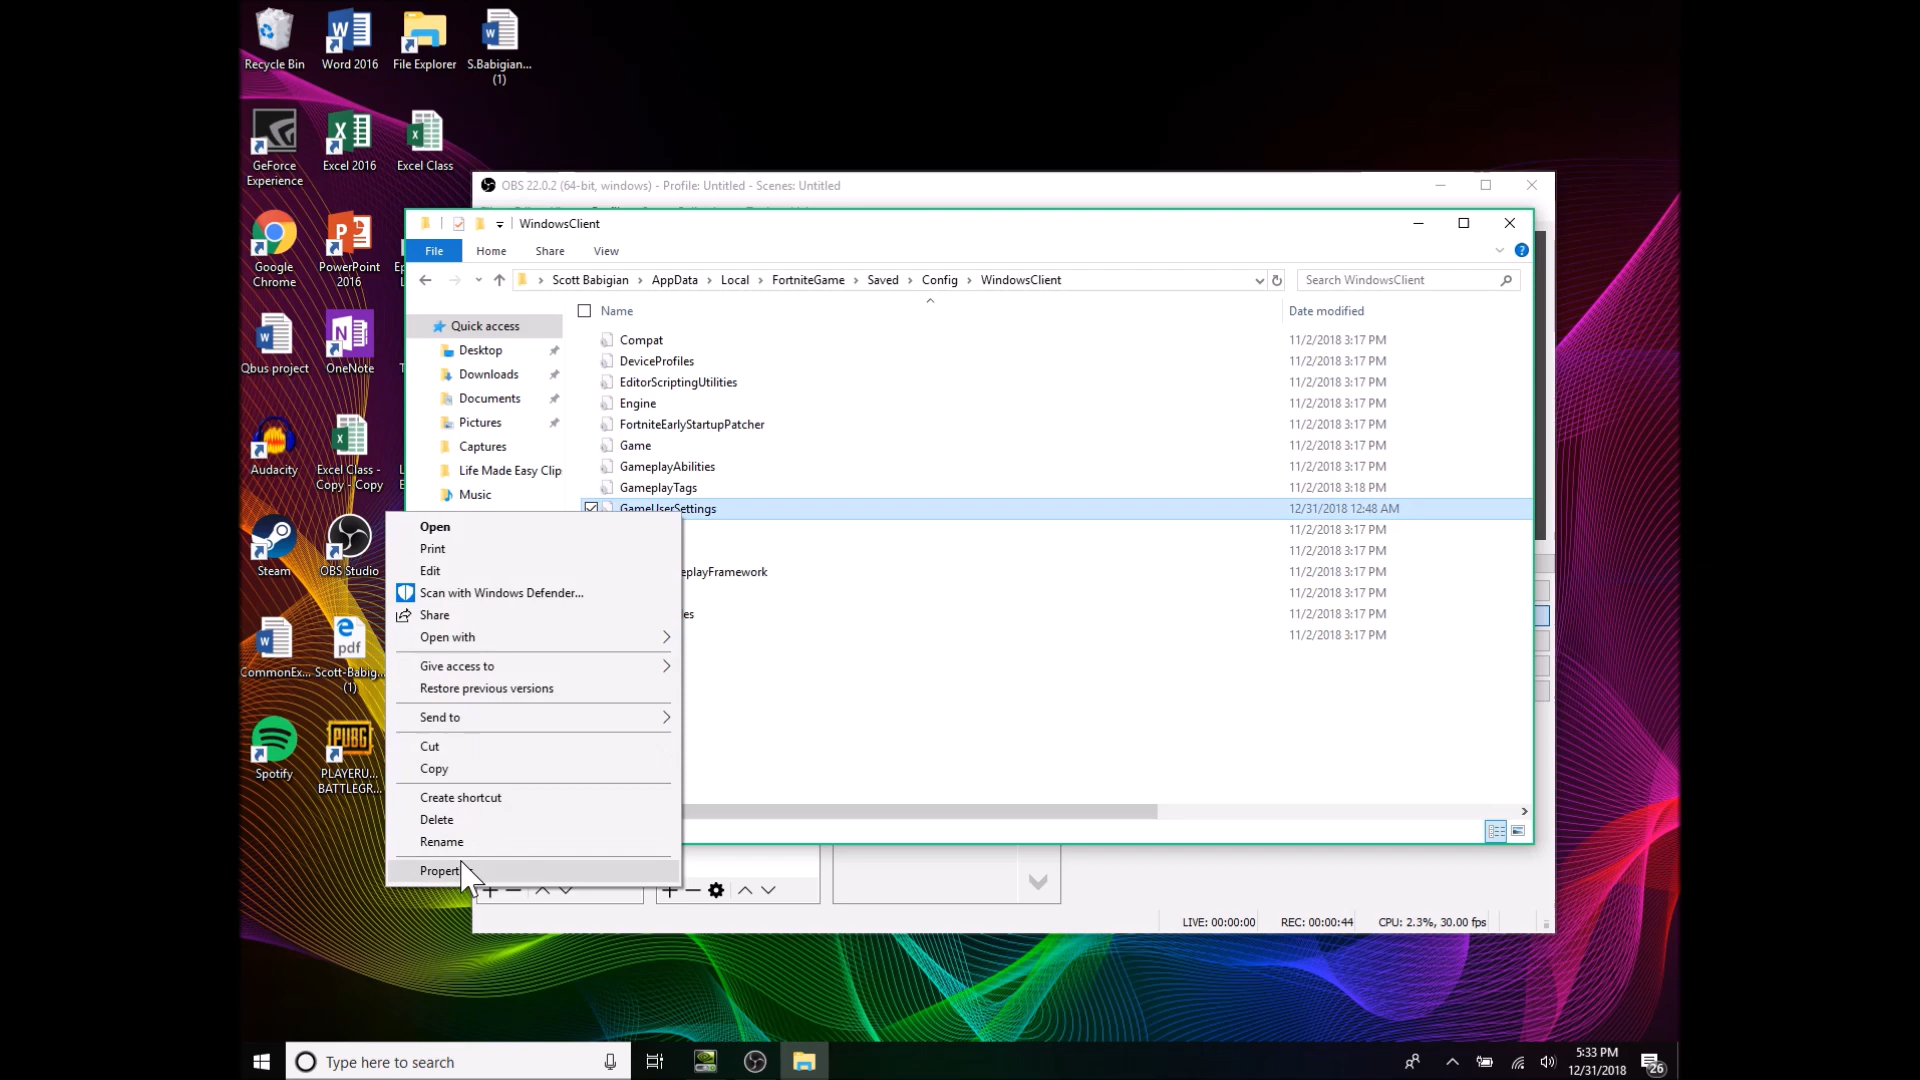 Recycle Bin
Word 2016
File Explorer
S.Babigian...
(1)
GeForce
Experience
Excel 2016
Excel Class
Google
Chrome
PowerPoint
2016
Qbus project
OneNote
Audacity
Excel Class -
Copy - Copy
Steam
OBS Studio
CommonEx...
pdf
Scott-Babig...
(1)
Spotify
PUBG
PLAYERU...
BATTLEGR...
OBS 22.0.2 (64-bit, windows) - Profile: Untitled - Scenes: Untitled
WindowsClient
File Home Share View
Scott Babigian > AppData > Local > FortniteGame > Saved > Config > WindowsClient
Search WindowsClient
Name Date modified
Quick access
Desktop
Downloads
Documents
Pictures
Captures
Life Made Easy Clip
Music
Compat 11/2/2018 3:17 PM
DeviceProfiles 11/2/2018 3:17 PM
EditorScriptingUtilities 11/2/2018 3:17 PM
Engine 11/2/2018 3:17 PM
FortniteEarlyStartupPatcher 11/2/2018 3:17 PM
Game 11/2/2018 3:17 PM
GameplayAbilities 11/2/2018 3:17 PM
GameplayTags 11/2/2018 3:18 PM
GameUserSettings 12/31/2018 12:48 AM
11/2/2018 3:17 PM
11/2/2018 3:17 PM
eplayFramework 11/2/2018 3:17 PM
11/2/2018 3:17 PM
es 11/2/2018 3:17 PM
11/2/2018 3:17 PM
Open
Print
Edit
Scan with Windows Defender...
Share
Open with
Give access to
Restore previous versions
Send to
Cut
Copy
Create shortcut
Delete
Rename
Propert
LIVE: 00:00:00 REC: 00:00:44 CPU: 2.3%, 30.00 fps
Type here to search
5:33 PM
12/31/2018
26